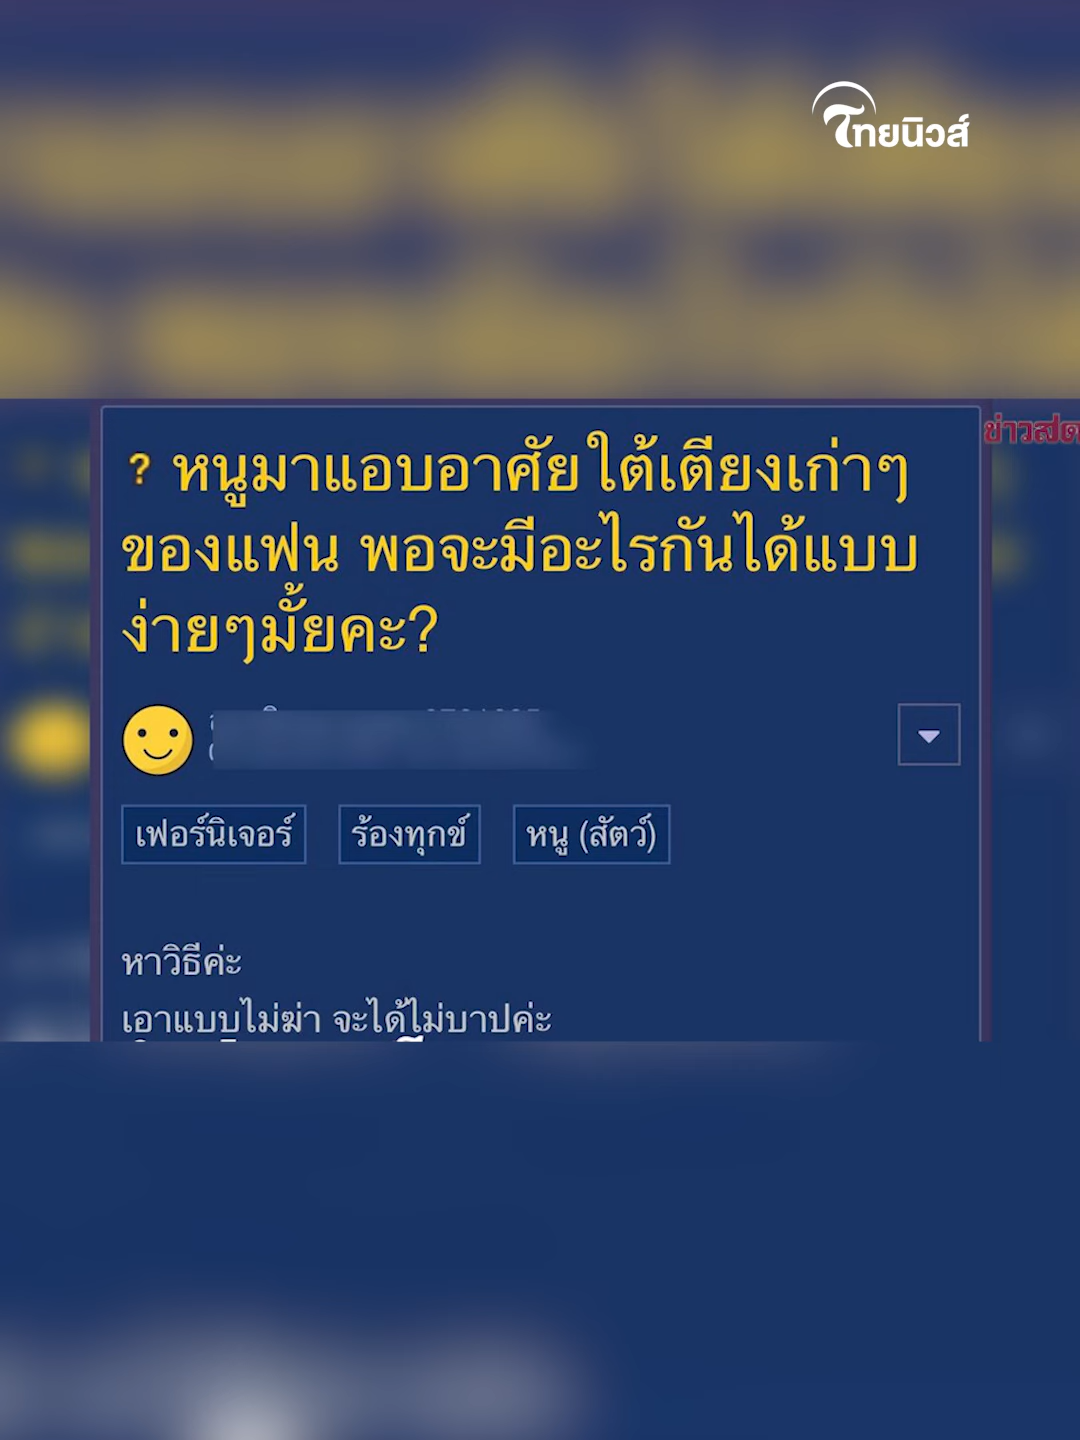 ไทยนิวส์
ข่าวสด
? หนูมาแอบอาศัยใต้เตียงเก่าๆ
ของแฟน พอจะมีอะไรกันได้แบบ
ง่ายๆมั้ยคะ?
เฟอร์นิเจอร์ ร้องทุกข์ หนู (สัตว์)
หาวิธีค่ะ
เอาแบบไม่ฆ่า จะได้ไม่บาปค่ะ